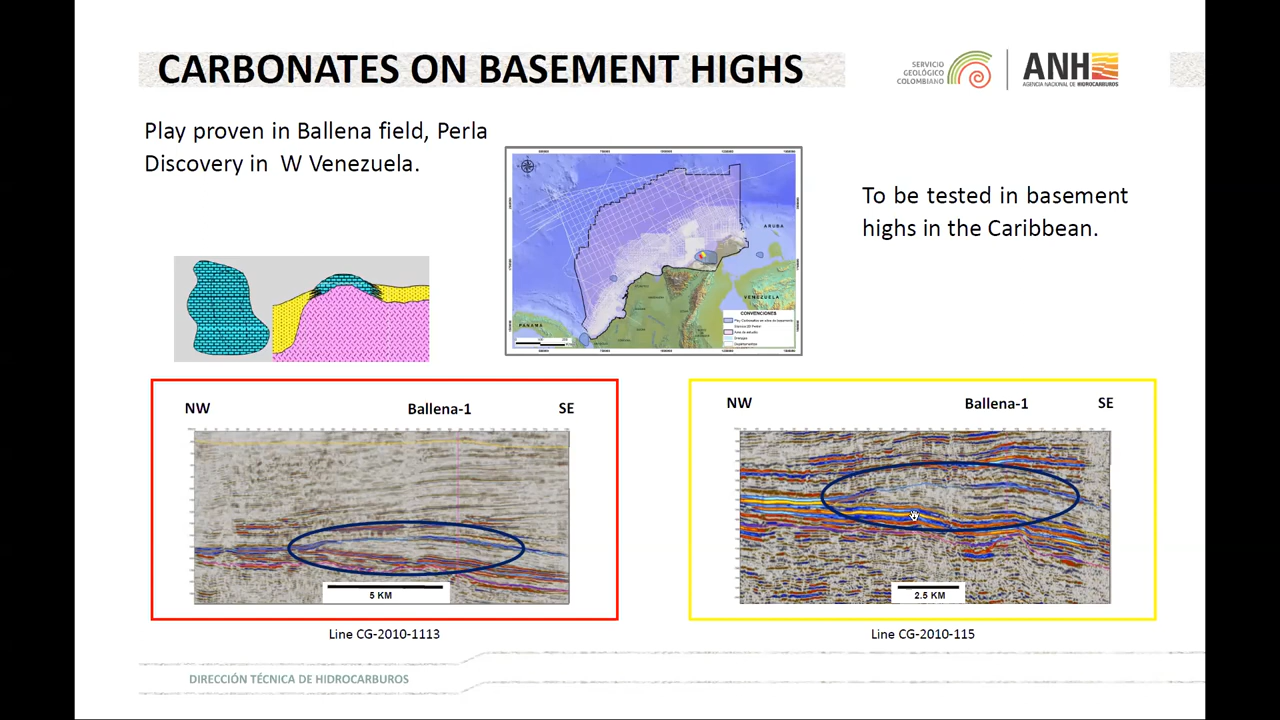 CARBONATES ON BASEMENT HIGHS
SERVICIO
GEOLÓGICO
COLOMBIANO
ANH
AGENCIA NACIONAL DE HIDROCARBUROS
Play proven in Ballena field, Perla
Discovery in W Venezuela.
To be tested in basement
highs in the Caribbean.
ARUBA
VENEZUELA
PANAMA
CONVENCIONES
NW
Ballena-1
SE
5 KM
Line CG-2010-1113
NW
Ballena-1
SE
2.5 KM
Line CG-2010-115
DIRECCIÓN TÉCNICA DE HIDROCARBUROS